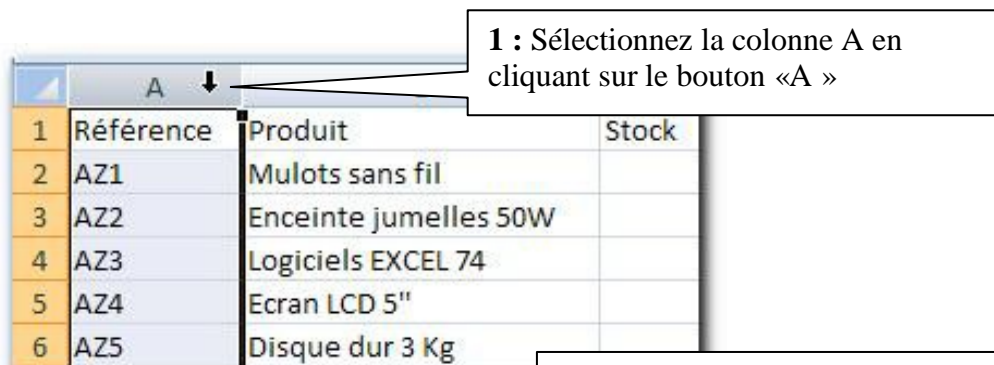 1 : Sélectionnez la colonne A en
cliquant sur le bouton «A »
A
1 Référence Produit Stock
2 AZ1 Mulots sans fil
3 AZ2 Enceinte jumelles 50W
4 AZ3 Logiciels EXCEL 74
5 AZ4 Ecran LCD 5"
6 AZ5 Disque dur 3 Kg